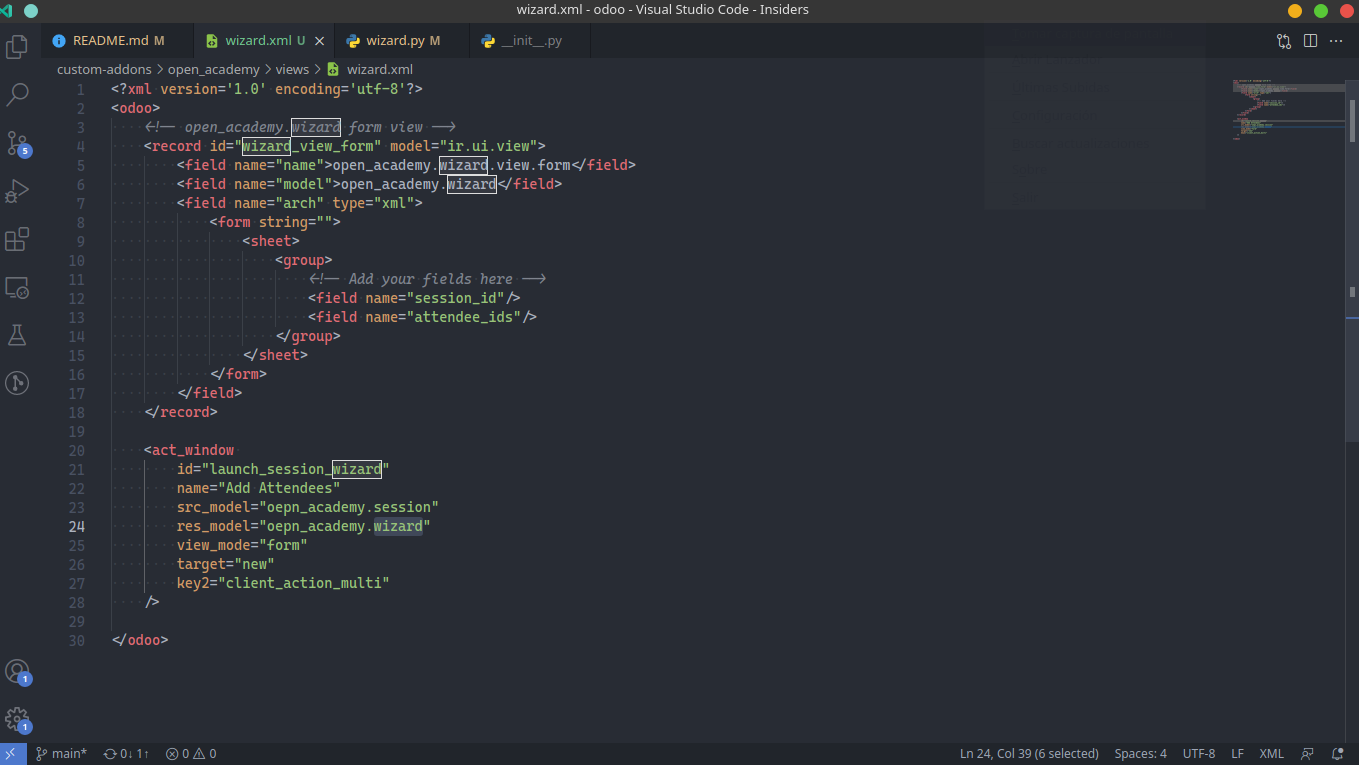 wizard.xml - odoo - Visual Studio Code - Insiders
README.md M
wizard.xml U
wizard.py M
__init__.py
custom-addons > open_academy > views > wizard.xml
1 <?xml version='1.0' encoding='utf-8'?>
2 <odoo>
3 <!-- open_academy.wizard form view -->
4 <record id="wizard_view_form" model="ir.ui.view">
5 <field name="name">open_academy.wizard.view.form</field>
6 <field name="model">open_academy.wizard</field>
7 <field name="arch" type="xml">
8 <form string="">
9 <sheet>
10 <group>
11 <!-- Add your fields here -->
12 <field name="session_id"/>
13 <field name="attendee_ids"/>
14 </group>
15 </sheet>
16 </form>
17 </field>
18 </record>
19
20 <act_window
21 id="launch_session_wizard"
22 name="Add Attendees"
23 src_model="oepn_academy.session"
24 res_model="oepn_academy.wizard"
25 view_mode="form"
26 target="new"
27 key2="client_action_multi"
28 />
29
30 </odoo>
5
1
1
main* 0↓ 1↑ 0 0 Ln 24, Col 39 (6 selected) Spaces: 4 UTF-8 LF XML